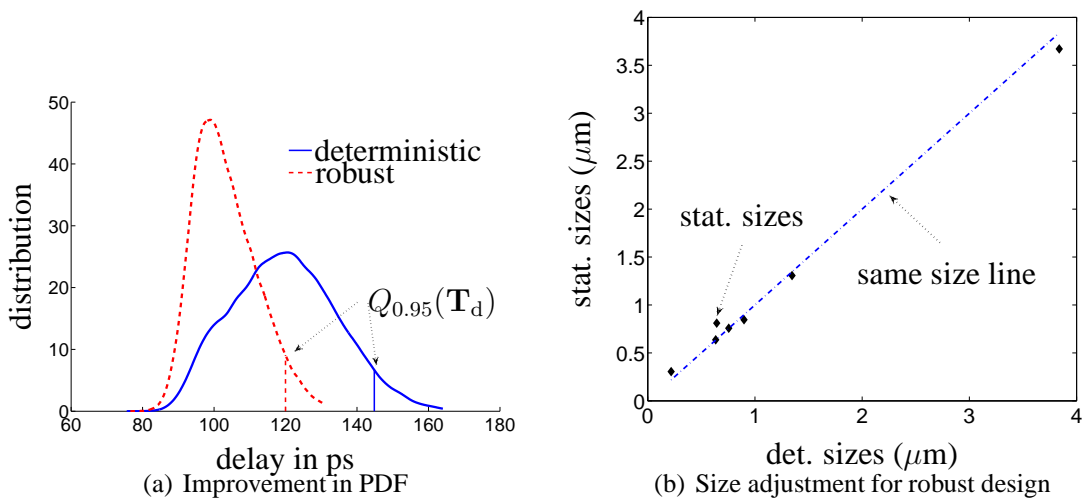 50
40
30
20
10
0
60
80
100
120
140
160
180
distribution
delay in ps
deterministic
robust
Q0.95(Td)
(a) Improvement in PDF
4
3.5
3
2.5
2
1.5
1
0.5
0
0
1
2
3
4
stat. sizes (μm)
det. sizes (μm)
stat. sizes
same size line
(b) Size adjustment for robust design